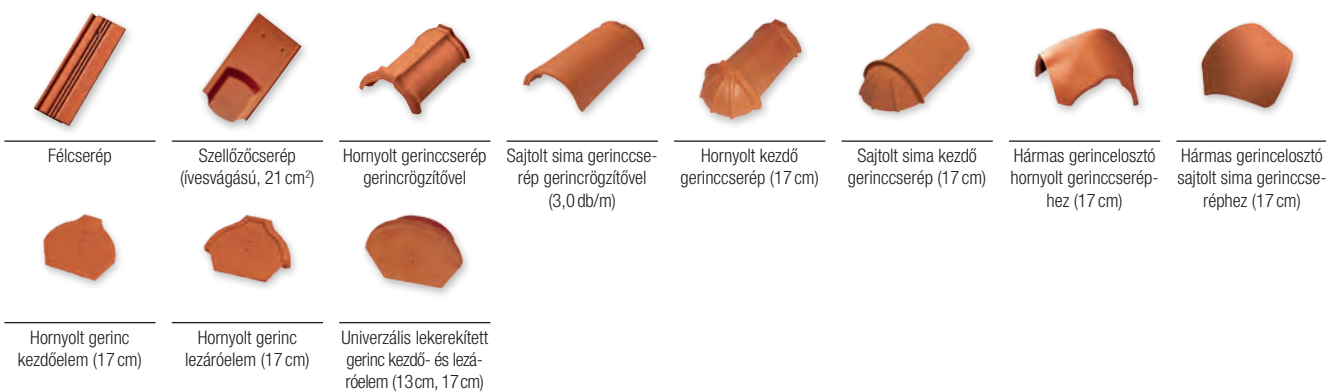 Félcserép
Szellőzőcserép
(ívesvágású, 21 cm²)
Hornyolt gerinccserép
gerincrögzítővel
Sajtolt sima gerinccse-
rép gerincrögzítővel
(3,0 db/m)
Hornyolt kezdő
gerinccserép (17 cm)
Sajtolt sima kezdő
gerinccserép (17 cm)
Hármas gerincelosztó
hornyolt gerinccserép-
hez (17 cm)
Hármas gerincelosztó
sajtolt sima gerinccse-
réphez (17 cm)
Hornyolt gerinc
kezdőelem (17 cm)
Hornyolt gerinc
lezáróelem (17 cm)
Univerzális lekerekített
gerinc kezdő- és lezá-
róelem (13 cm, 17 cm)